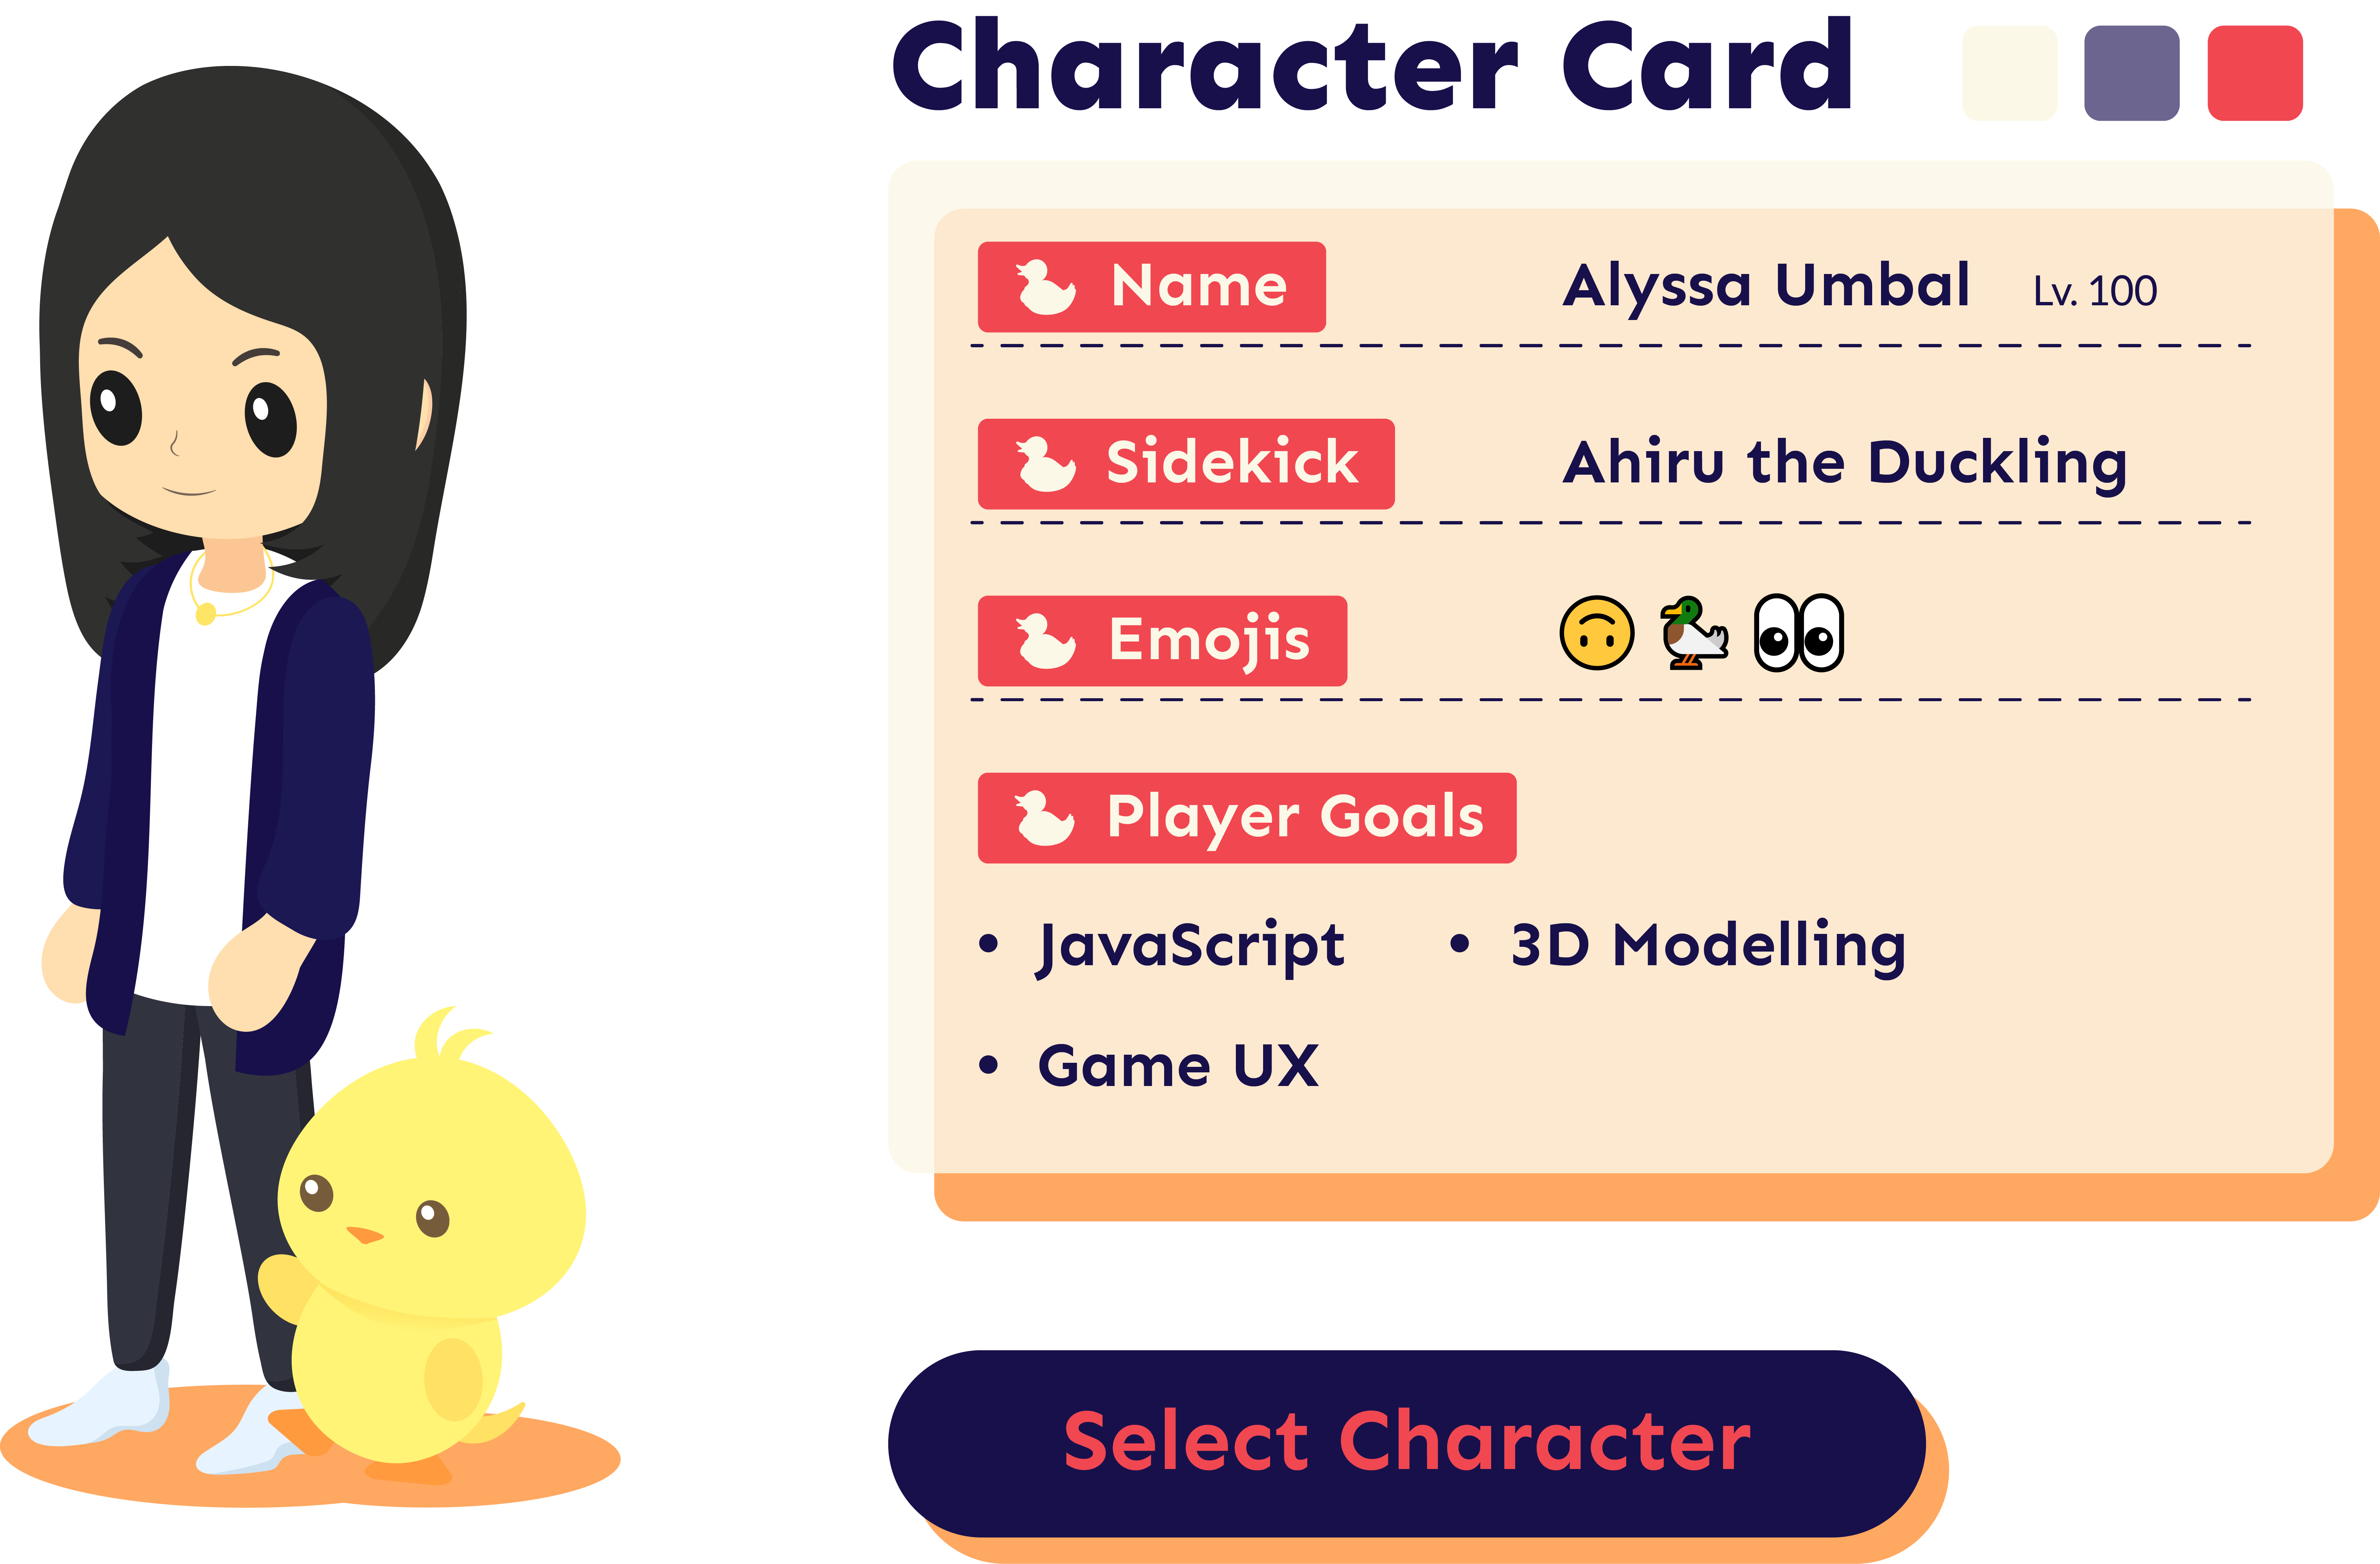 Character Card
Name Alyssa Umbal Lv. 100
Sidekick Ahiru the Duckling
Emojis 🙃 🦆 👀
Player Goals
• JavaScript • 3D Modelling
• Game UX
Select Character